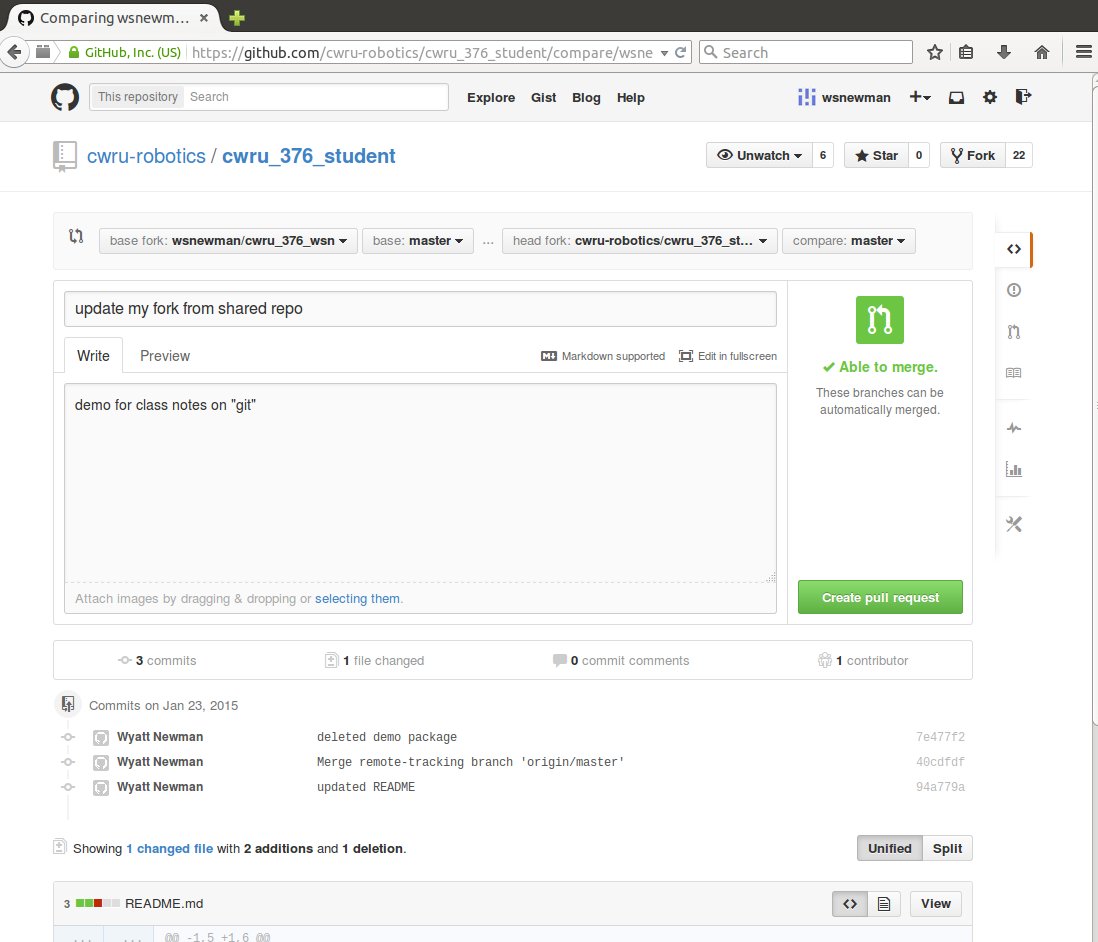 Comparing wsnewm...
GitHub, Inc. (US) https://github.com/cwru-robotics/cwru_376_student/compare/wsne Search
This repository Search Explore Gist Blog Help wsnewman
cwru-robotics / cwru_376_student Unwatch 6 Star 0 Fork 22
base fork: wsnewman/cwru_376_wsn base: master ... head fork: cwru-robotics/cwru_376_st... compare: master
update my fork from shared repo
Write Preview Markdown supported Edit in fullscreen
Able to merge.
These branches can be
automatically merged.
demo for class notes on "git"
Attach images by dragging & dropping or selecting them.
Create pull request
3 commits 1 file changed 0 commit comments 1 contributor
Commits on Jan 23, 2015
Wyatt Newman deleted demo package 7e477f2
Wyatt Newman Merge remote-tracking branch 'origin/master' 40cdfdf
Wyatt Newman updated README 94a779a
Showing 1 changed file with 2 additions and 1 deletion. Unified Split
3 README.md View
... ... @@ -1,5 +1,6 @@